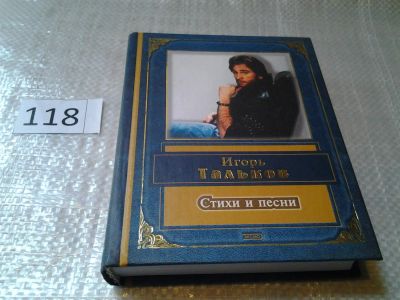 118
Игорь
Тальков
Стихи и песни